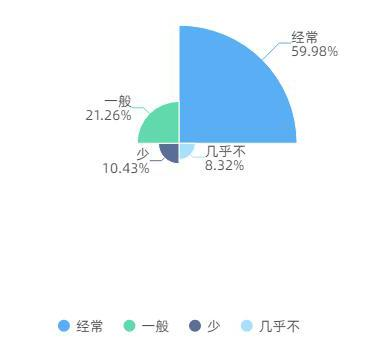 经常
59.98%
一般
21.26%
少
10.43%
几乎不
8.32%
经常 一般 少 几乎不